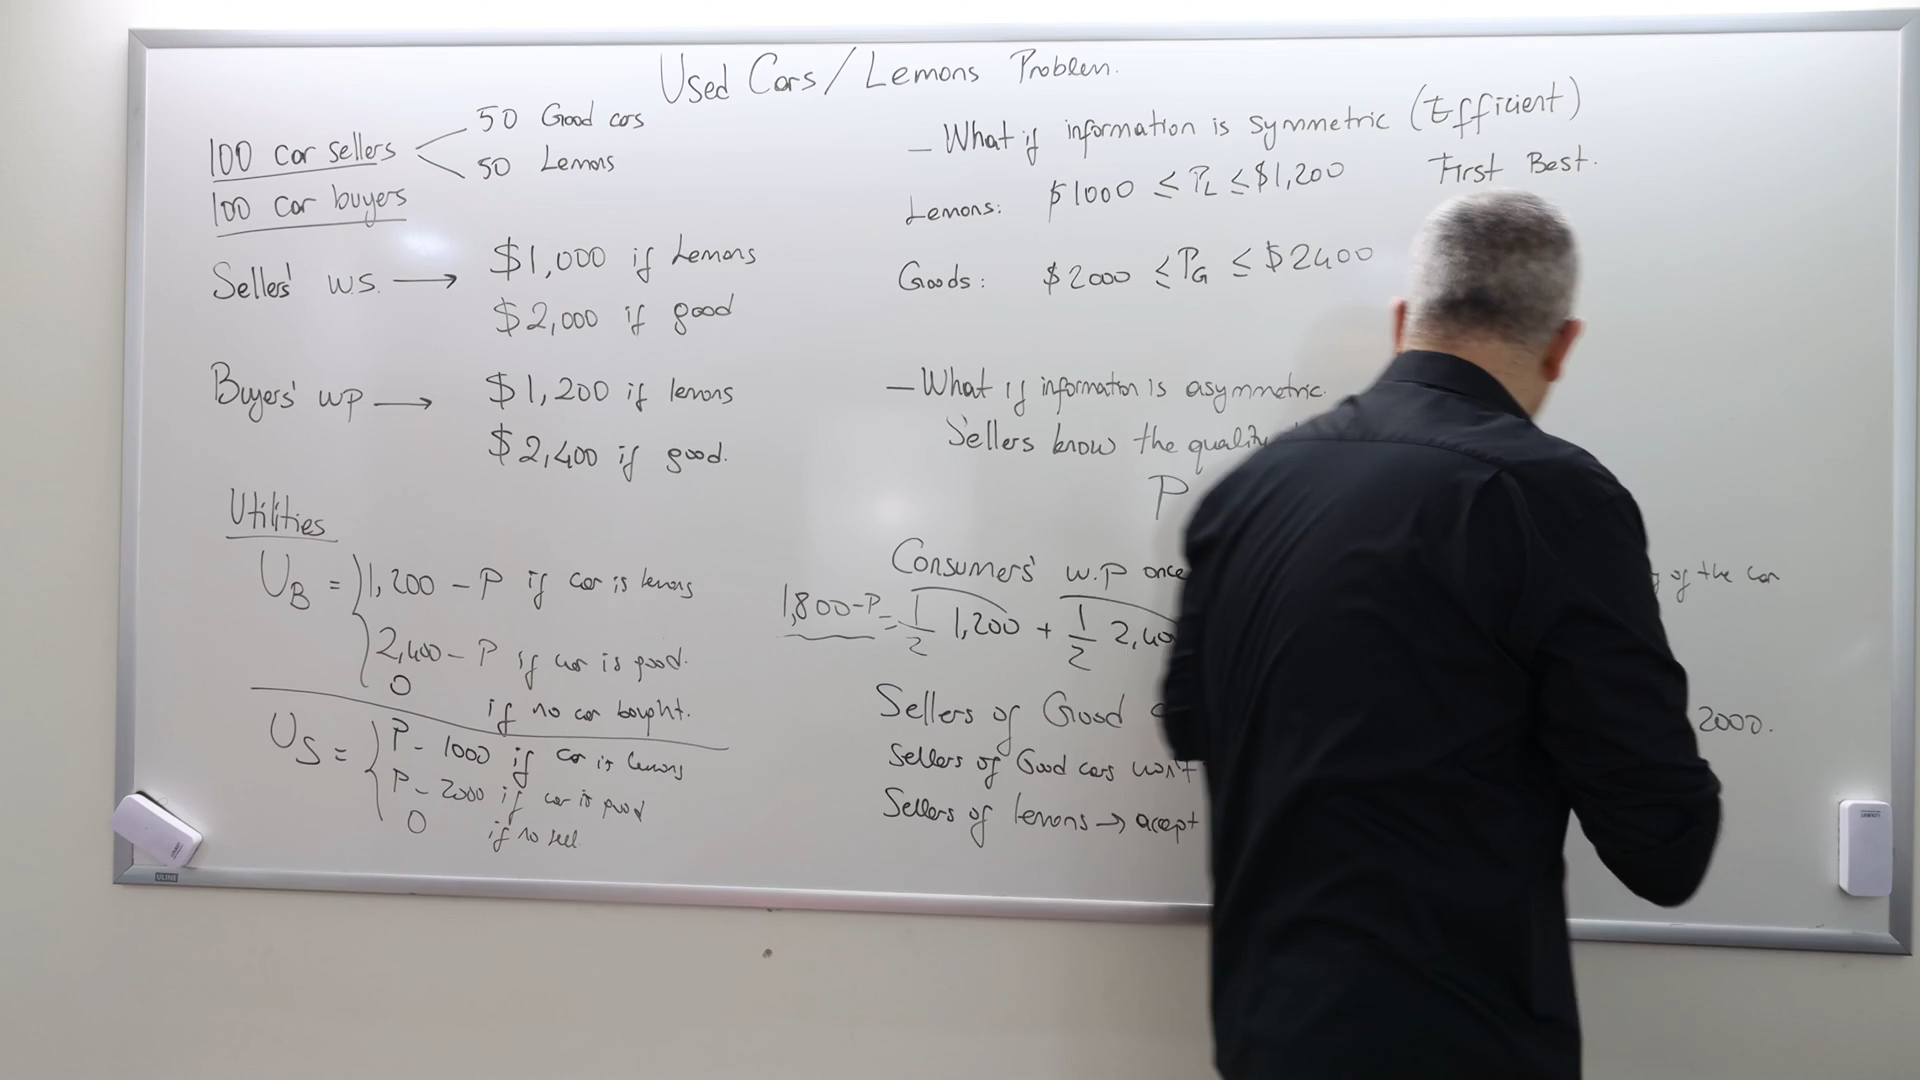 Used Cars / Lemons Problem.
100 car sellers
50 Good cars
50 Lemons
100 car buyers
Sellers' W.S. → $1,000 if Lemons
$2,000 if good
Buyers' WP → $1,200 if lemons
$2,400 if good.
Utilities
U_B = 1,200 - P if car is lemons
2,400 - P if car is good.
0 if no car bought.
U_S = P - 1000 if car is lemons
P - 2000 if car is good
0 if no sell
- What if information is symmetric (Efficient)
First Best.
Lemons: $1000 ≤ P_L ≤ $1,200
Goods: $2000 ≤ P_G ≤ $2400
- What if information is asymmetric.
Sellers know the quality
P
Consumers' W.P once of the car
1,800-P = 1/2 1,200 + 1/2 2,40
Sellers of Good 2000.
Sellers of Good cars won't
Sellers of lemons → accept
ULINE